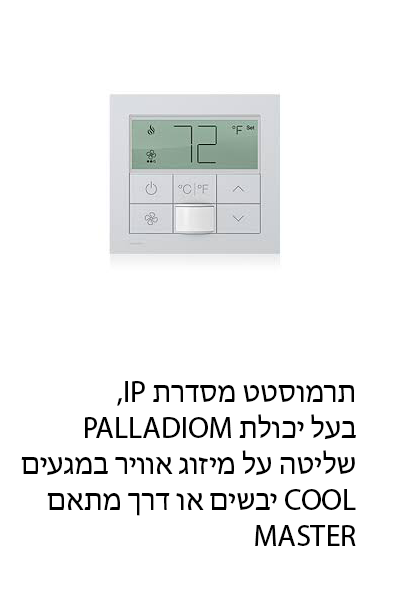 72 °F Set
°C °F
תרמוסטט מסדרת IP,
בעל יכולת PALLADIOM
שליטה על מיזוג אוויר במגעים
יבשים או דרך מתאם COOL
MASTER